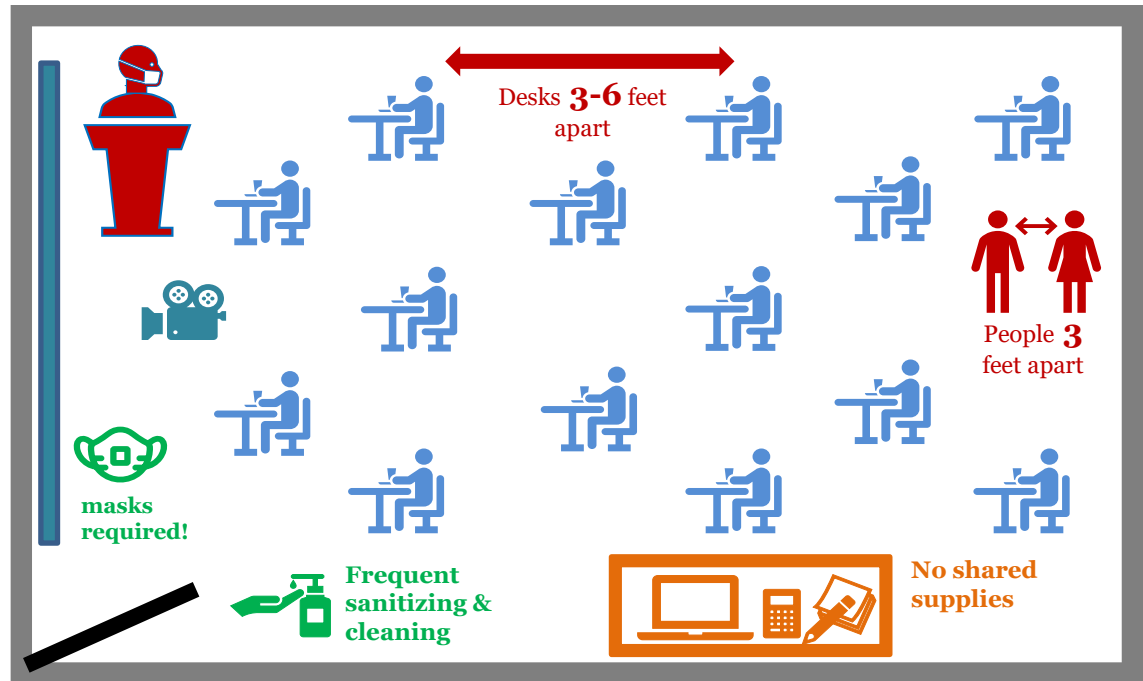 Desks 3-6 feet
apart
People 3
feet apart
masks
required!
Frequent
sanitizing &
cleaning
No shared
supplies